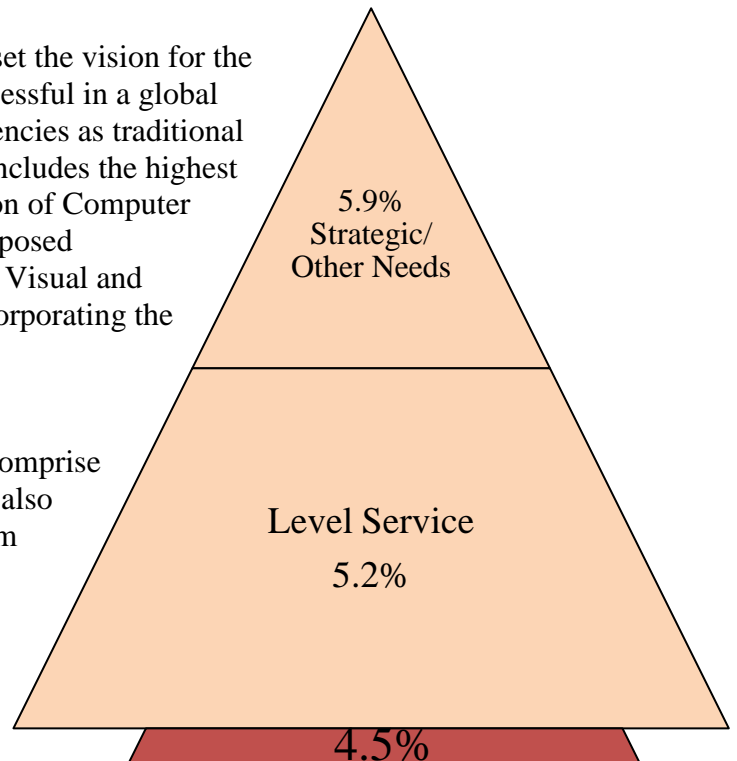 set the vision for the
essful in a global
encies as traditional
ncludes the highest
on of Computer
posed
Visual and
orporating the
omprise
also
m
5.9%
Strategic/
Other Needs
Level Service
5.2%
4.5%